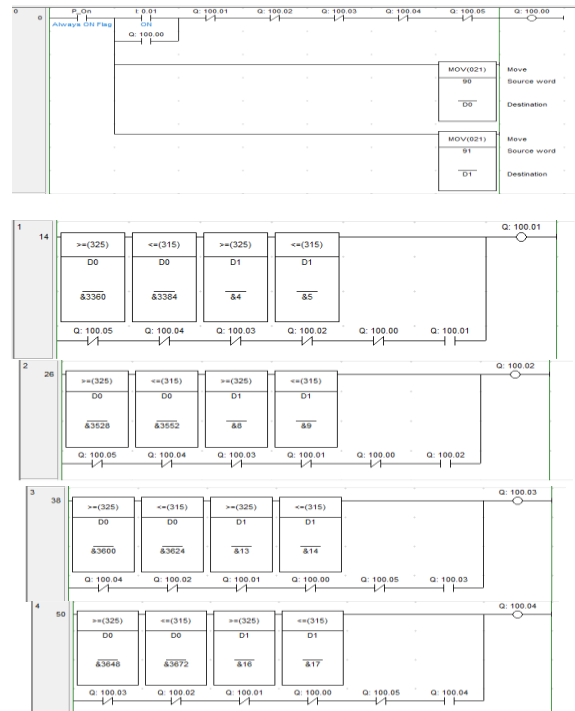 0
0
P_On
I: 0.01
Q: 100.01
Q: 100.02
Q: 100.03
Q: 100.04
Q: 100.05
Q: 100.00
Always ON Flag
ON
Q: 100.00
MOV(021)
Move
90
Source word
D0
Destination
MOV(021)
Move
91
Source word
D1
Destination
1
14
Q: 100.01
>=(325)
<=(315)
>=(325)
<=(315)
D0
D0
D1
D1
&3360
&3384
&4
&5
Q: 100.05
Q: 100.04
Q: 100.03
Q: 100.02
Q: 100.00
Q: 100.01
2
26
Q: 100.02
>=(325)
<=(315)
>=(325)
<=(315)
D0
D0
D1
D1
&3528
&3552
&8
&9
Q: 100.05
Q: 100.04
Q: 100.03
Q: 100.01
Q: 100.00
Q: 100.02
3
38
Q: 100.03
>=(325)
<=(315)
>=(325)
<=(315)
D0
D0
D1
D1
&3600
&3624
&13
&14
Q: 100.04
Q: 100.02
Q: 100.01
Q: 100.00
Q: 100.05
Q: 100.03
4
50
Q: 100.04
>=(325)
<=(315)
>=(325)
<=(315)
D0
D0
D1
D1
&3648
&3672
&16
&17
Q: 100.03
Q: 100.02
Q: 100.01
Q: 100.00
Q: 100.05
Q: 100.04